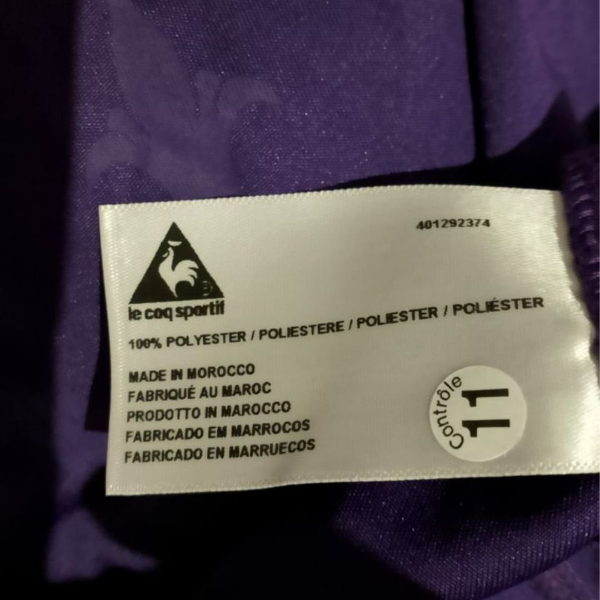 401292374
le coq sportif
100% POLYESTER / POLIESTERE / POLIESTER / POLIÉSTER
MADE IN MOROCCO
FABRIQUÉ AU MAROC
PRODOTTO IN MAROCCO
FABRICADO EM MARROCOS
FABRICADO EN MARRUECOS
Contrôle
11